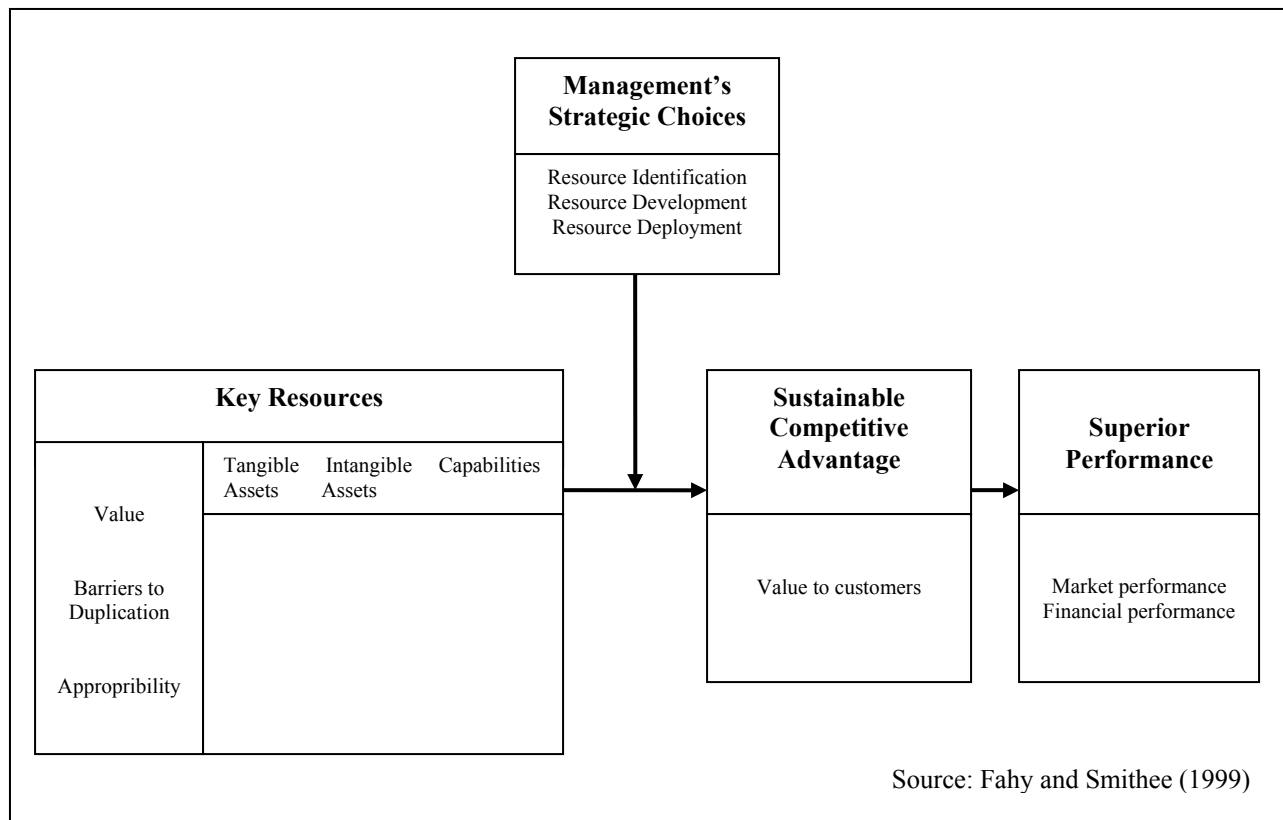 Management’s
Strategic Choices
Resource Identification
Resource Development
Resource Deployment
Key Resources
Tangible Intangible Capabilities
Assets Assets
Value
Barriers to
Duplication
Appropribility
Sustainable
Competitive
Advantage
Value to customers
Superior
Performance
Market performance
Financial performance
Source: Fahy and Smithee (1999)